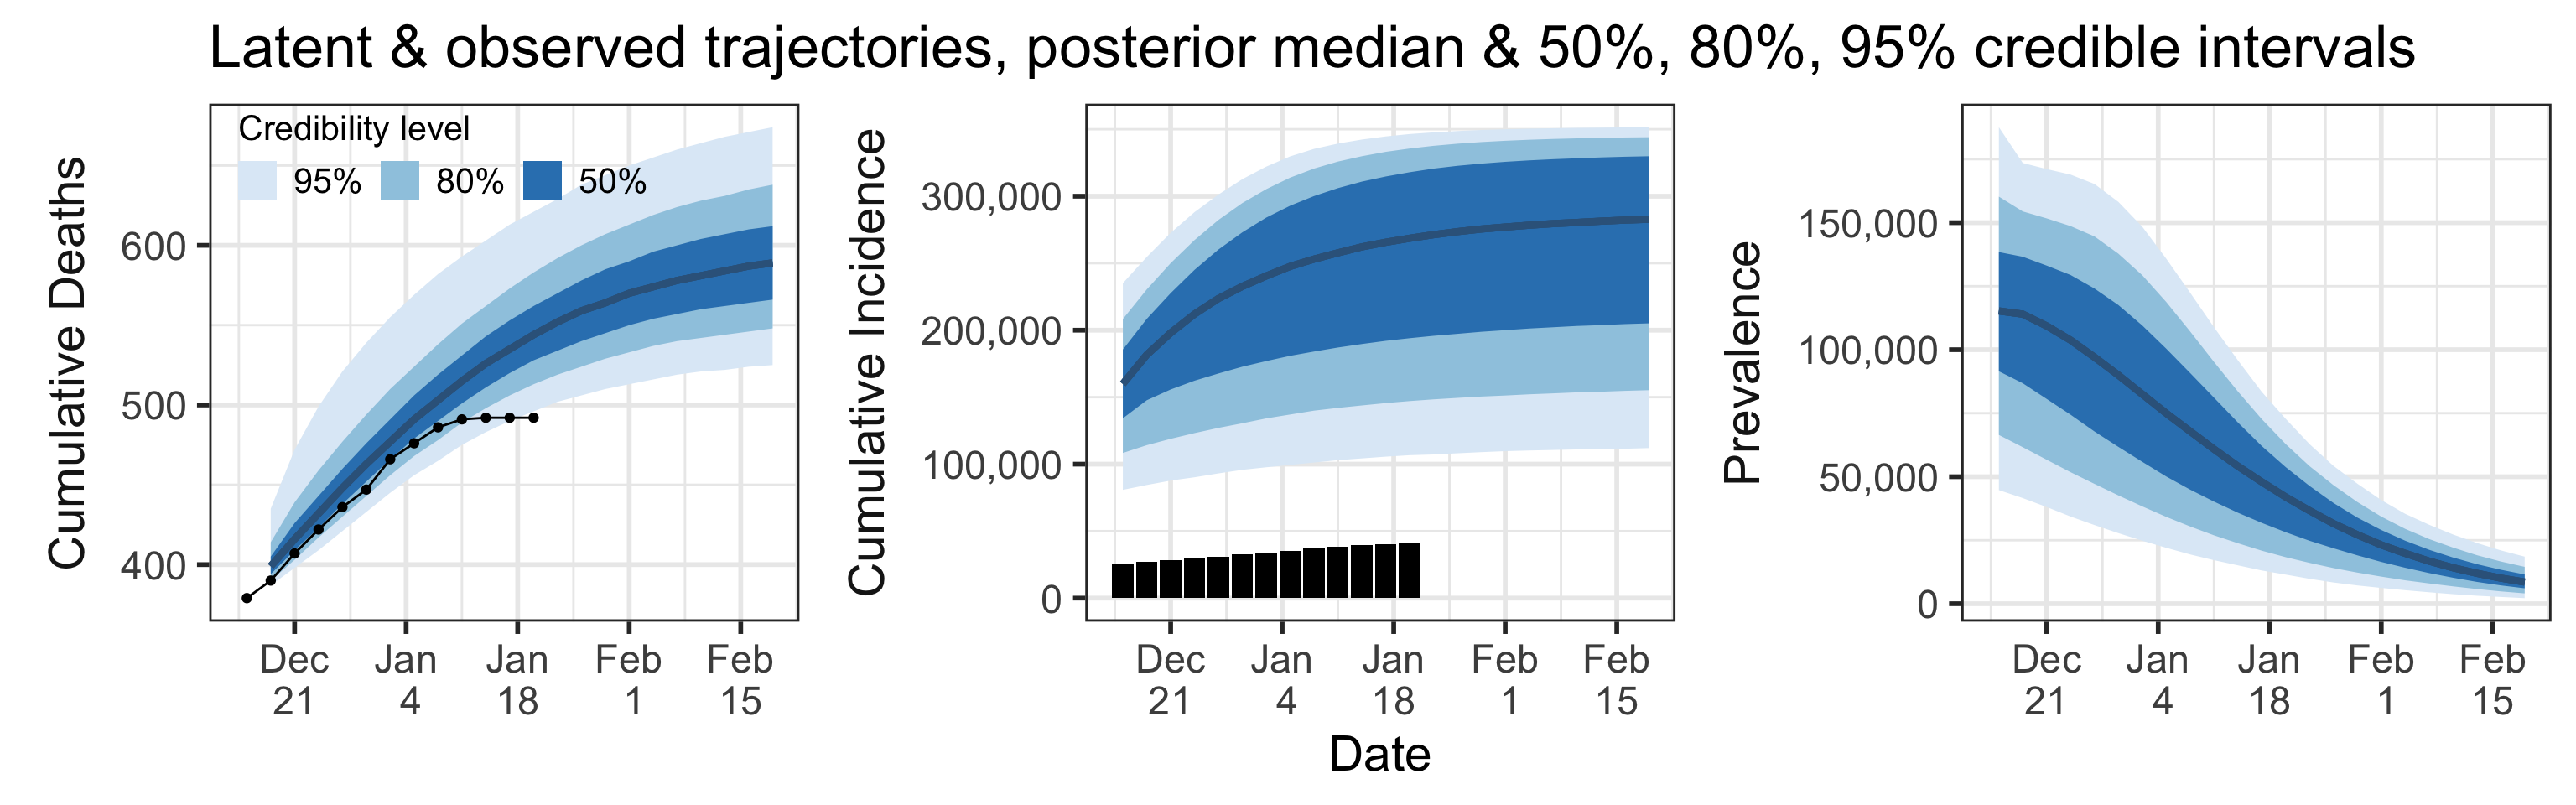 Latent & observed trajectories, posterior median & 50%, 80%, 95% credible intervals
Cumulative Deaths
Credibility level
95% 80% 50%
600
500
400
Dec 21
Jan 4
Jan 18
Feb 1
Feb 15
Cumulative Incidence
300,000
200,000
100,000
0
Dec 21
Jan 4
Jan 18
Feb 1
Feb 15
Prevalence
150,000
100,000
50,000
0
Dec 21
Jan 4
Jan 18
Feb 1
Feb 15
Date